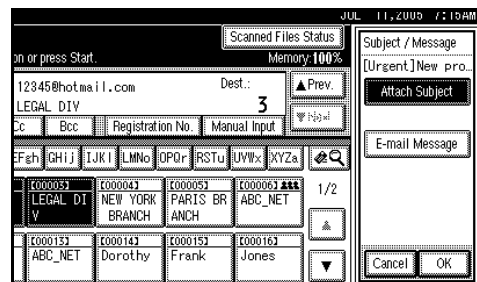 JUL 11,2005 7:15AM
Scanned Files Status
Subject / Message
on or press Start.
Memory:100%
[Urgent]New pro...
12345@hotmail.com
Dest.:
3
▲Prev.
Attach Subject
LEGAL DIV
Cc
Bcc
Registration No.
Manual Input
E-mail Message
EFgh
GHij
IJKl
LMNo
OPQr
RSTu
UVWx
XYZa
[00003]
LEGAL DI
V
[00004]
NEW YORK
BRANCH
[00005]
PARIS BR
ANCH
[00006]
ABC_NET
1/2
[00013]
ABC_NET
[00014]
Dorothy
[00015]
Frank
[00016]
Jones
▲
▼
Cancel
OK